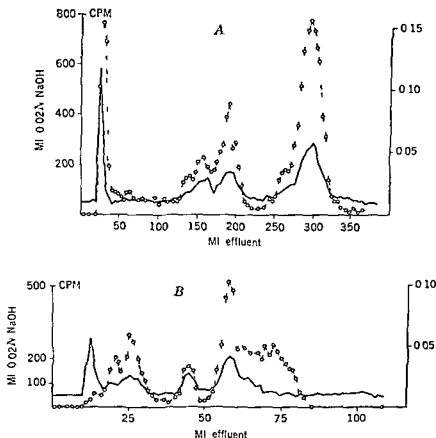 800 CPM A 0.15
600 0.10
400
200 0 05
Ml 0.02N NaOH
50 100 150 200 250 300 350
Ml effluent
500 CPM B 0.10
200 0.05
100
Ml 0.02N NaOH
25 50 75 100
Ml effluent